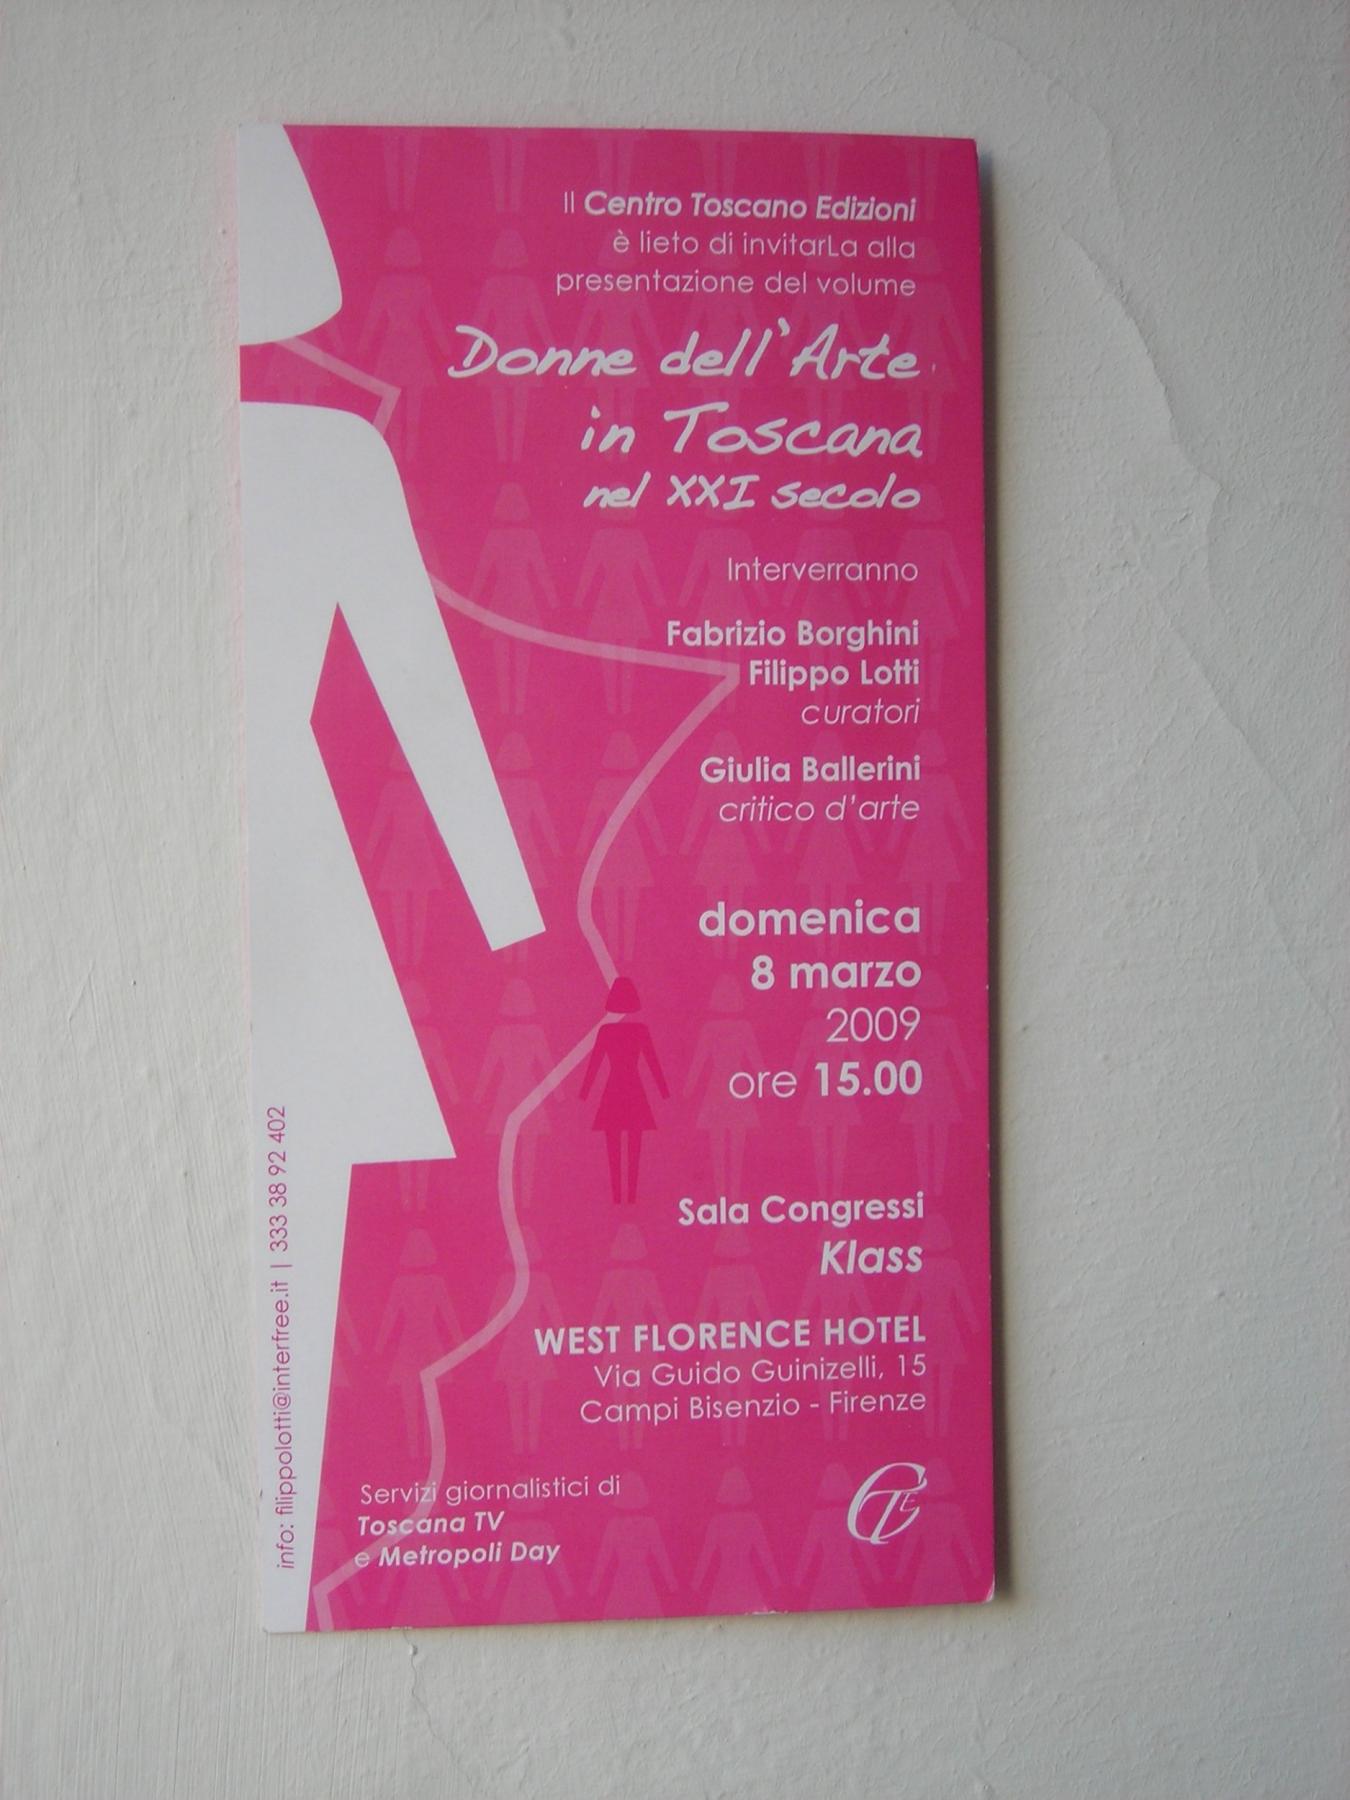 Il Centro Toscano Edizioni
è lieto di invitarLa alla
presentazione del volume
Donne dell'Arte
in Toscana
nel XXI secolo
Interverranno
Fabrizio Borghini
Filippo Lotti
curatori
Giulia Ballerini
critico d'arte
domenica
8 marzo
2009
ore 15.00
Sala Congressi
Klass
WEST FLORENCE HOTEL
Via Guido Guinizelli, 15
Campi Bisenzio - Firenze
Servizi giornalistici di
Toscana TV
e Metropoli Day
CTE
info: filippolotti@interfree.it | 333 38 92 402